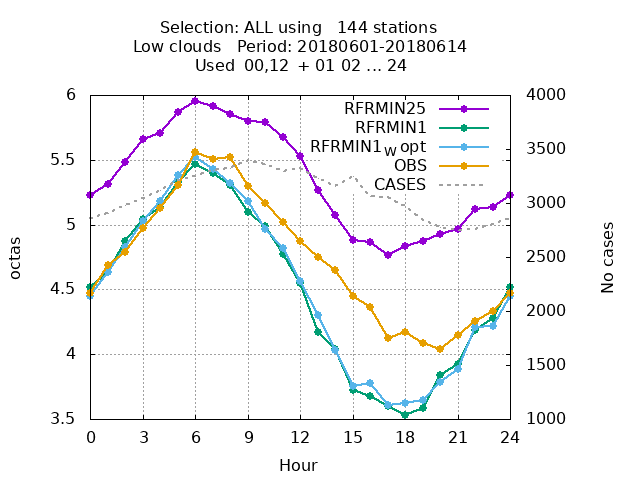 Selection: ALL using   144 stations
Low clouds   Period: 20180601-20180614
Used  00,12  + 01 02 ... 24
6
5.5
5
4.5
4
3.5
octas
4000
3500
3000
2500
2000
1500
1000
No cases
RFRMIN25
RFRMIN1
RFRMIN1wopt
OBS
CASES
0 3 6 9 12 15 18 21 24
Hour